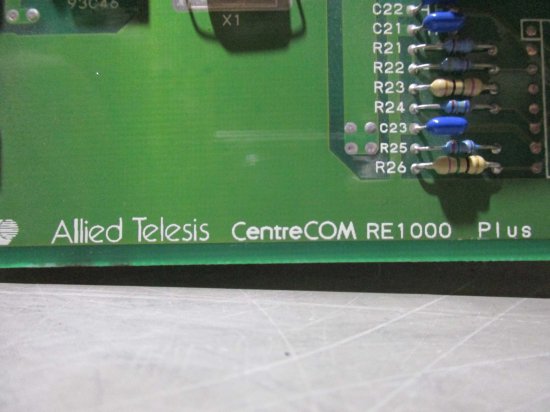 93C46
X1
C22
C21
R21
R22
R23
R24
C23
R25
R26
Allied Telesis CentreCOM RE1000 Plus